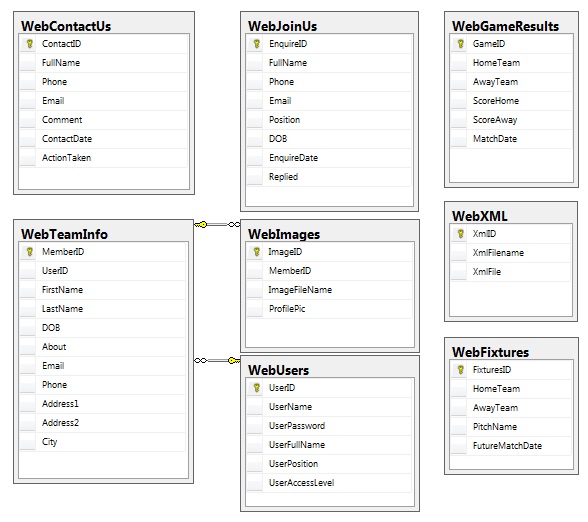 WebContactUs
ContactID
FullName
Phone
Email
Comment
ContactDate
ActionTaken
WebJoinUs
EnquireID
FullName
Phone
Email
Position
DOB
EnquireDate
Replied
WebGameResults
GameID
HomeTeam
AwayTeam
ScoreHome
ScoreAway
MatchDate
WebTeamInfo
MemberID
UserID
FirstName
LastName
DOB
About
Email
Phone
Address1
Address2
City
WebImages
ImageID
MemberID
ImageFileName
ProfilePic
WebUsers
UserID
UserName
UserPassword
UserFullName
UserPosition
UserAccessLevel
WebXML
XmlID
XmlFilename
XmlFile
WebFixtures
FixturesID
HomeTeam
AwayTeam
PitchName
FutureMatchDate